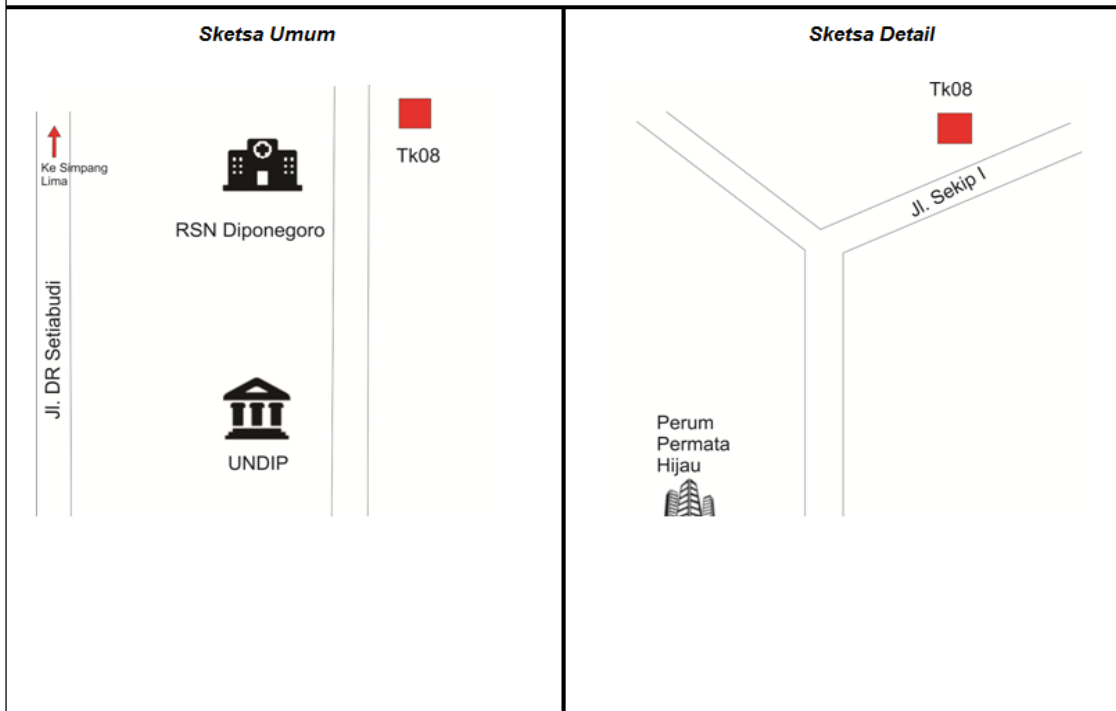 Sketsa Umum
Ke Simpang
Lima
Jl. DR Setiabudi
RSN Diponegoro
UNDIP
Tk08
Sketsa Detail
Tk08
Jl. Sekip I
Perum
Permata
Hijau